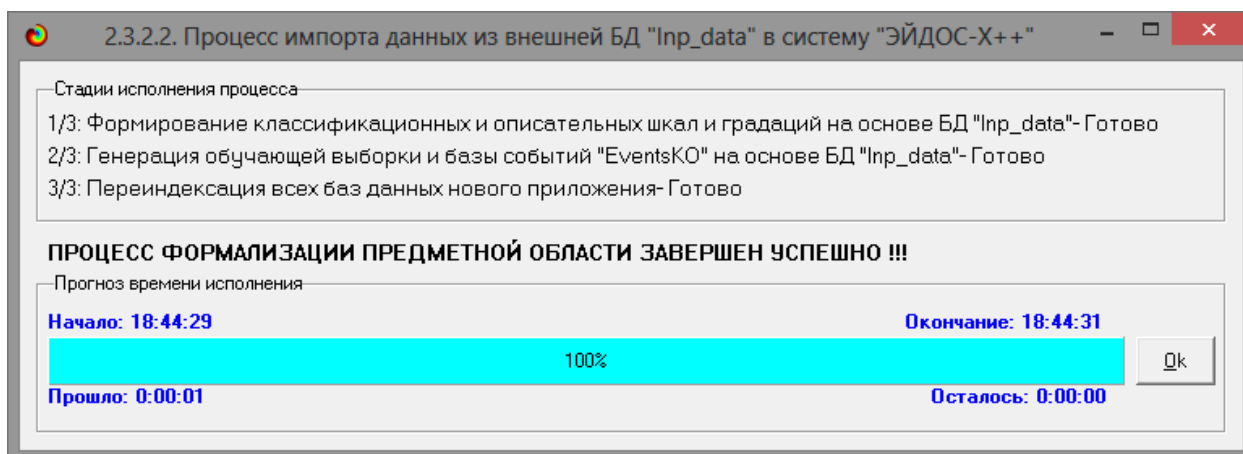 2.3.2.2. Процесс импорта данных из внешней БД "Inp_data" в систему "ЭЙДОС-X++"
Стадии исполнения процесса
1/3: Формирование классификационных и описательных шкал и градаций на основе БД "Inp_data"- Готово
2/3: Генерация обучающей выборки и базы событий "EventsKO" на основе БД "Inp_data"- Готово
3/3: Переиндексация всех баз данных нового приложения- Готово
ПРОЦЕСС ФОРМАЛИЗАЦИИ ПРЕДМЕТНОЙ ОБЛАСТИ ЗАВЕРШЕН УСПЕШНО !!!
Прогноз времени исполнения
Начало: 18:44:29 Окончание: 18:44:31
100% Ok
Прошло: 0:00:01 Осталось: 0:00:00